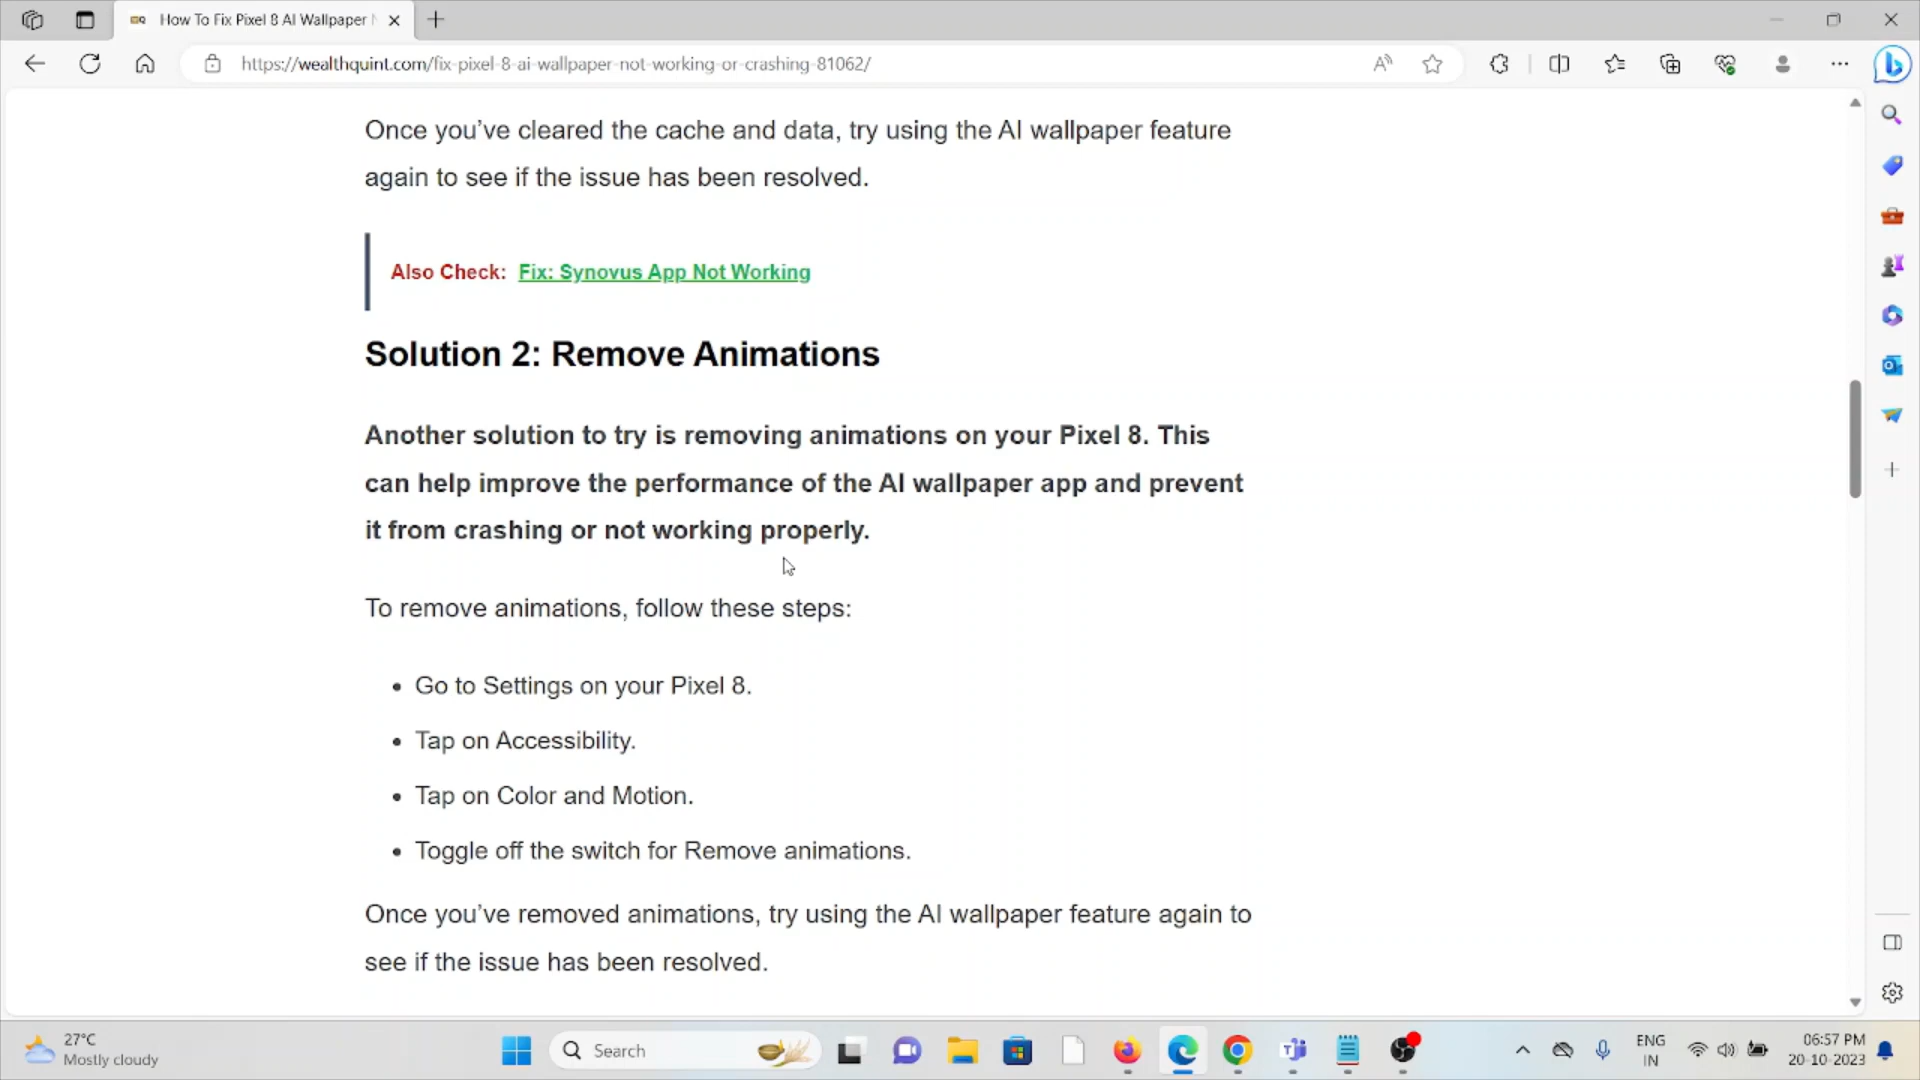 How To Fix Pixel 8 AI Wallpaper
https://wealthquint.com/fix-pixel-8-ai-wallpaper-not-working-or-crashing-81062/
Once you’ve cleared the cache and data, try using the AI wallpaper feature
again to see if the issue has been resolved.
Also Check: Fix: Synovus App Not Working
Solution 2: Remove Animations
Another solution to try is removing animations on your Pixel 8. This
can help improve the performance of the AI wallpaper app and prevent
it from crashing or not working properly.
To remove animations, follow these steps:
• Go to Settings on your Pixel 8.
• Tap on Accessibility.
• Tap on Color and Motion.
• Toggle off the switch for Remove animations.
Once you’ve removed animations, try using the AI wallpaper feature again to
see if the issue has been resolved.
27°C
Mostly cloudy
Search
ENG
IN
06:57 PM
20-10-2023